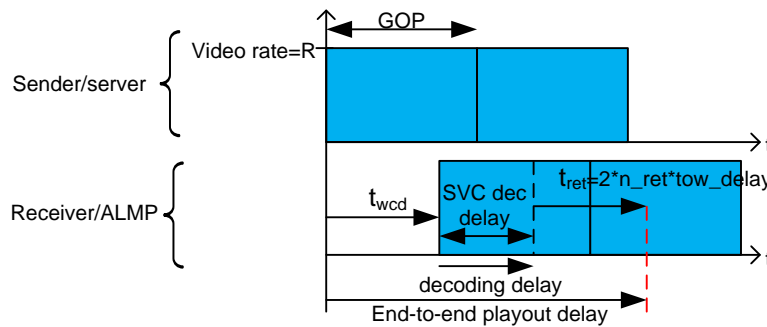 GOP
Video rate=R
Sender/server
t
t_ret=2*n_ret*tow_delay
SVC dec
delay
t_wcd
Receiver/ALMP
t
decoding delay
End-to-end playout delay